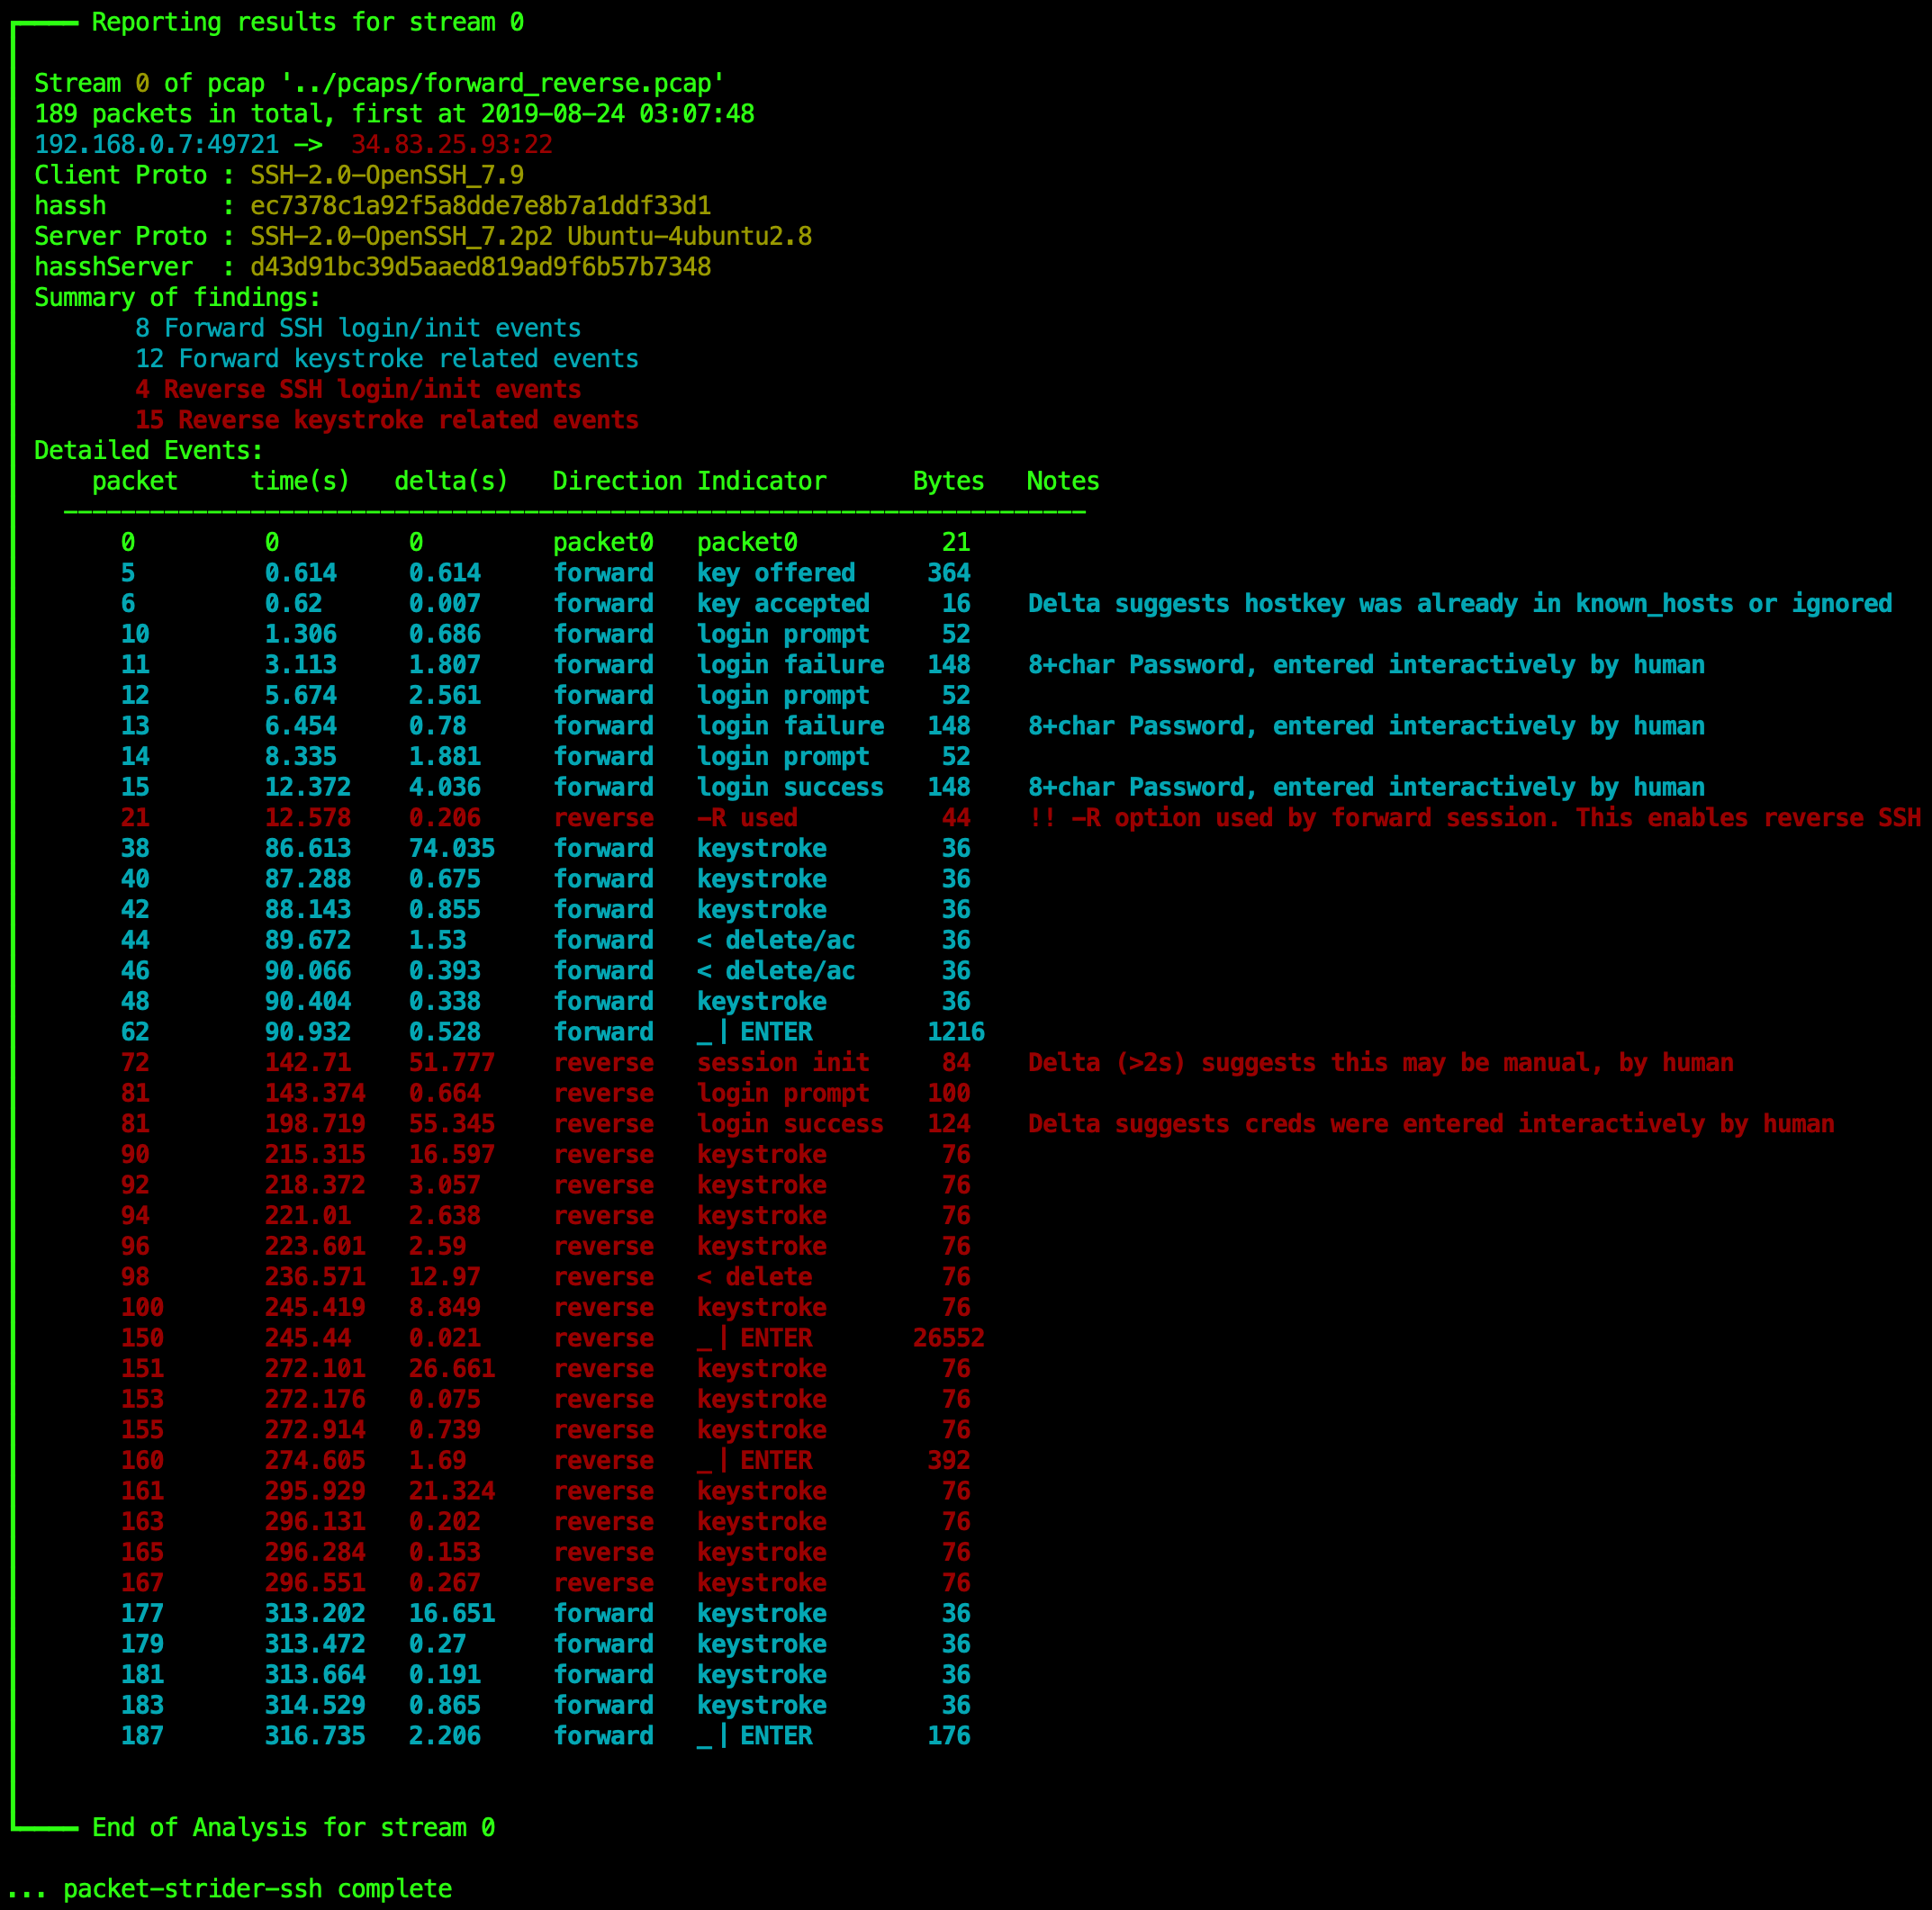 Reporting results for stream 0
Stream 0 of pcap '../pcaps/forward_reverse.pcap'
189 packets in total, first at 2019-08-24 03:07:48
192.168.0.7:49721 -> 34.83.25.93:22
Client Proto : SSH-2.0-OpenSSH_7.9
hassh : ec7378c1a92f5a8dde7e8b7a1ddf33d1
Server Proto : SSH-2.0-OpenSSH_7.2p2 Ubuntu-4ubuntu2.8
hasshServer : d43d91bc39d5aaed819ad9f6b57b7348
Summary of findings:
8 Forward SSH login/init events
12 Forward keystroke related events
4 Reverse SSH login/init events
15 Reverse keystroke related events
Detailed Events:
packet time(s) delta(s) Direction Indicator Bytes Notes
-----------------------------------------------------------------------
0 0 0 packet0 packet0 21
5 0.614 0.614 forward key offered 364
6 0.62 0.007 forward key accepted 16 Delta suggests hostkey was already in known_hosts or ignored
10 1.306 0.686 forward login prompt 52
11 3.113 1.807 forward login failure 148 8+char Password, entered interactively by human
12 5.674 2.561 forward login prompt 52
13 6.454 0.78 forward login failure 148 8+char Password, entered interactively by human
14 8.335 1.881 forward login prompt 52
15 12.372 4.036 forward login success 148 8+char Password, entered interactively by human
21 12.578 0.206 reverse -R used 44 !! -R option used by forward session. This enables reverse SSH
38 86.613 74.035 forward keystroke 36
40 87.288 0.675 forward keystroke 36
42 88.143 0.855 forward keystroke 36
44 89.672 1.53 forward < delete/ac 36
46 90.066 0.393 forward < delete/ac 36
48 90.404 0.338 forward keystroke 36
62 90.932 0.528 forward _| ENTER 1216
72 142.71 51.777 reverse session init 84 Delta (>2s) suggests this may be manual, by human
81 143.374 0.664 reverse login prompt 100
81 198.719 55.345 reverse login success 124 Delta suggests creds were entered interactively by human
90 215.315 16.597 reverse keystroke 76
92 218.372 3.057 reverse keystroke 76
94 221.01 2.638 reverse keystroke 76
96 223.601 2.59 reverse keystroke 76
98 236.571 12.97 reverse < delete 76
100 245.419 8.849 reverse keystroke 76
150 245.44 0.021 reverse _| ENTER 26552
151 272.101 26.661 reverse keystroke 76
153 272.176 0.075 reverse keystroke 76
155 272.914 0.739 reverse keystroke 76
160 274.605 1.69 reverse _| ENTER 392
161 295.929 21.324 reverse keystroke 76
163 296.131 0.202 reverse keystroke 76
165 296.284 0.153 reverse keystroke 76
167 296.551 0.267 reverse keystroke 76
177 313.202 16.651 forward keystroke 36
179 313.472 0.27 forward keystroke 36
181 313.664 0.191 forward keystroke 36
183 314.529 0.865 forward keystroke 36
187 316.735 2.206 forward _| ENTER 176
End of Analysis for stream 0
... packet-strider-ssh complete